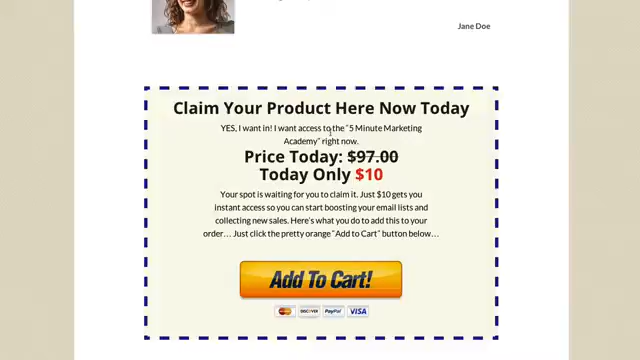 Jane Doe
Claim Your Product Here Now Today
YES, I want in! I want access to the "5 Minute Marketing
Academy" right now.
Price Today: $97.00
Today Only $10
Your spot is waiting for you to claim it. Just $10 gets you
instant access so you can start boosting your email lists and
collecting new sales. Here's what you do to add this to your
order... Just click the pretty orange "Add to Cart" button below...
Add To Cart!
DISCOVER PayPal VISA